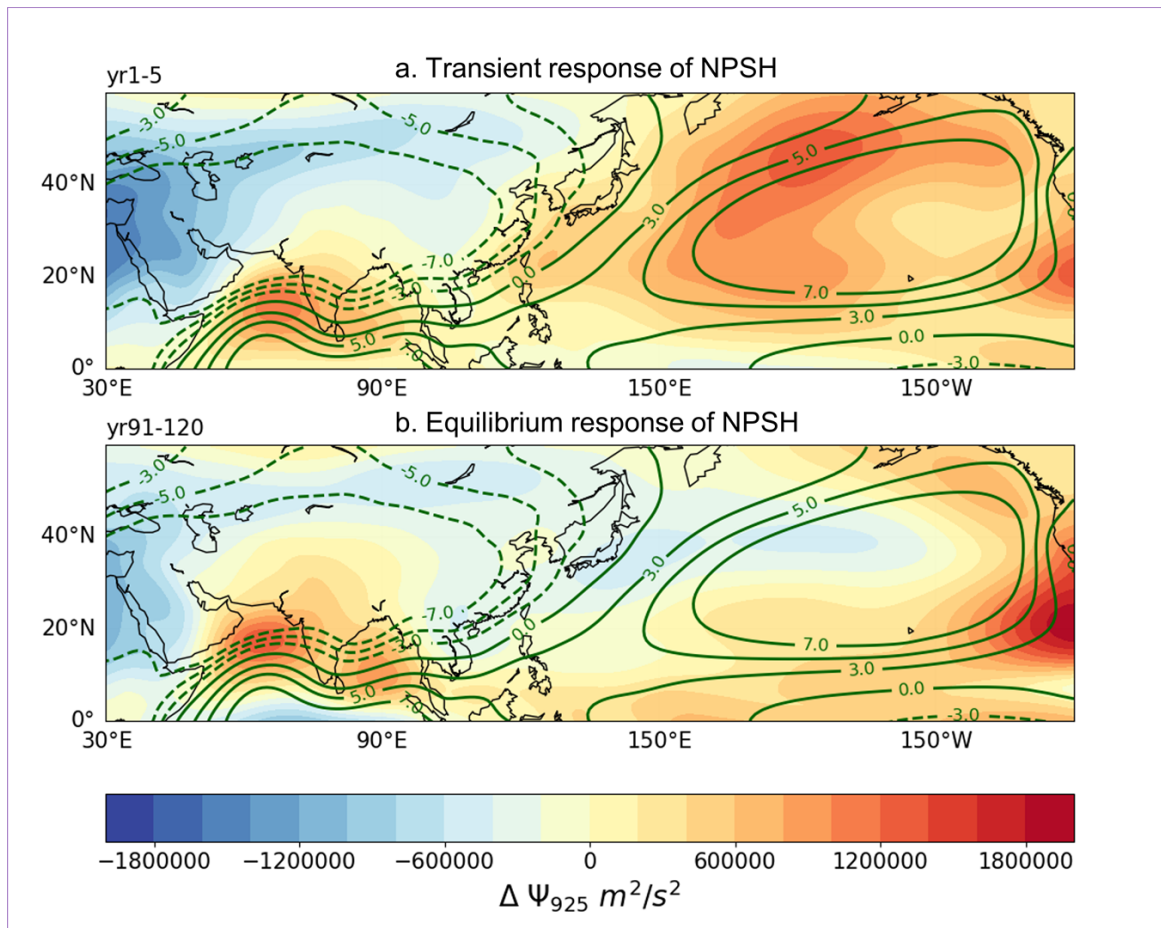 a. Transient response of NPSH
yr1-5
-3.0
-5.0
-5.0
5.0
3.0
-7.0
0.0
7.0
3.0
0.0
5.0
-3.0
40°N
20°N
0°
30°E
90°E
150°E
150°W
b. Equilibrium response of NPSH
yr91-120
-3.0
-5.0
-5.0
5.0
3.0
-7.0
0.0
7.0
3.0
0.0
5.0
-3.0
40°N
20°N
0°
30°E
90°E
150°E
150°W
−1800000 −1200000 −600000 0 600000 1200000 1800000
Δ Ψ₉₂₅ m²/s²